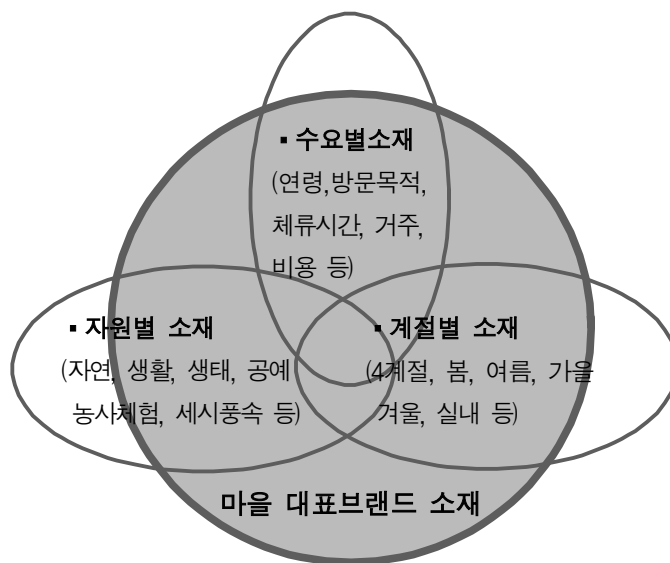 ▪ 수요별소재
(연령,방문목적,
체류시간, 거주,
비용 등)
▪ 자원별 소재
(자연, 생활, 생태, 공예
농사체험, 세시풍속 등)
▪ 계절별 소재
(4계절, 봄, 여름, 가을
겨울, 실내 등)
마을 대표브랜드 소재